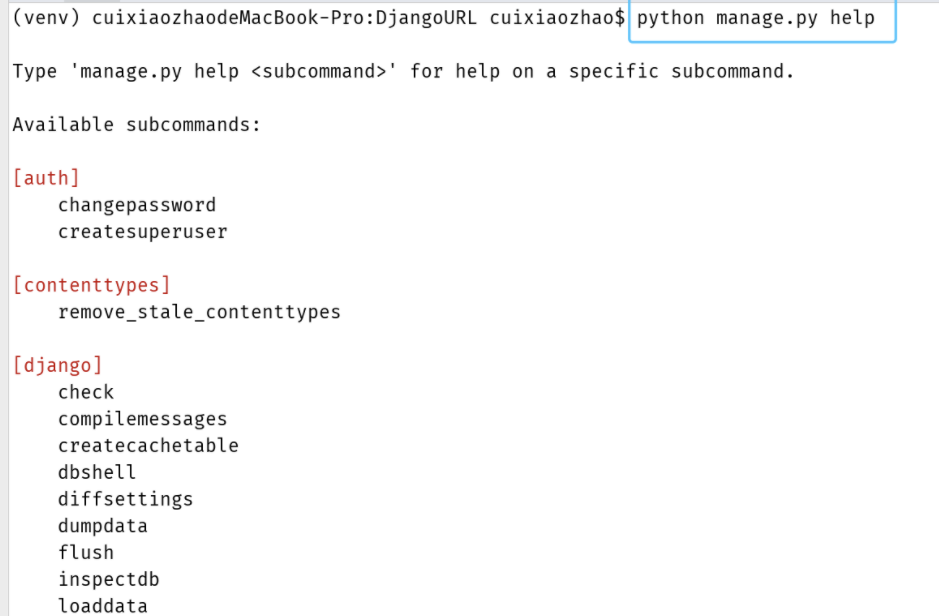 (venv) cuixiaozhaodeMacBook-Pro:DjangoURL cuixiaozhao$ python manage.py help
Type 'manage.py help <subcommand>' for help on a specific subcommand.
Available subcommands:
[auth]
changepassword
createsuperuser
[contenttypes]
remove_stale_contenttypes
[django]
check
compilemessages
createcachetable
dbshell
diffsettings
dumpdata
flush
inspectdb
loaddata